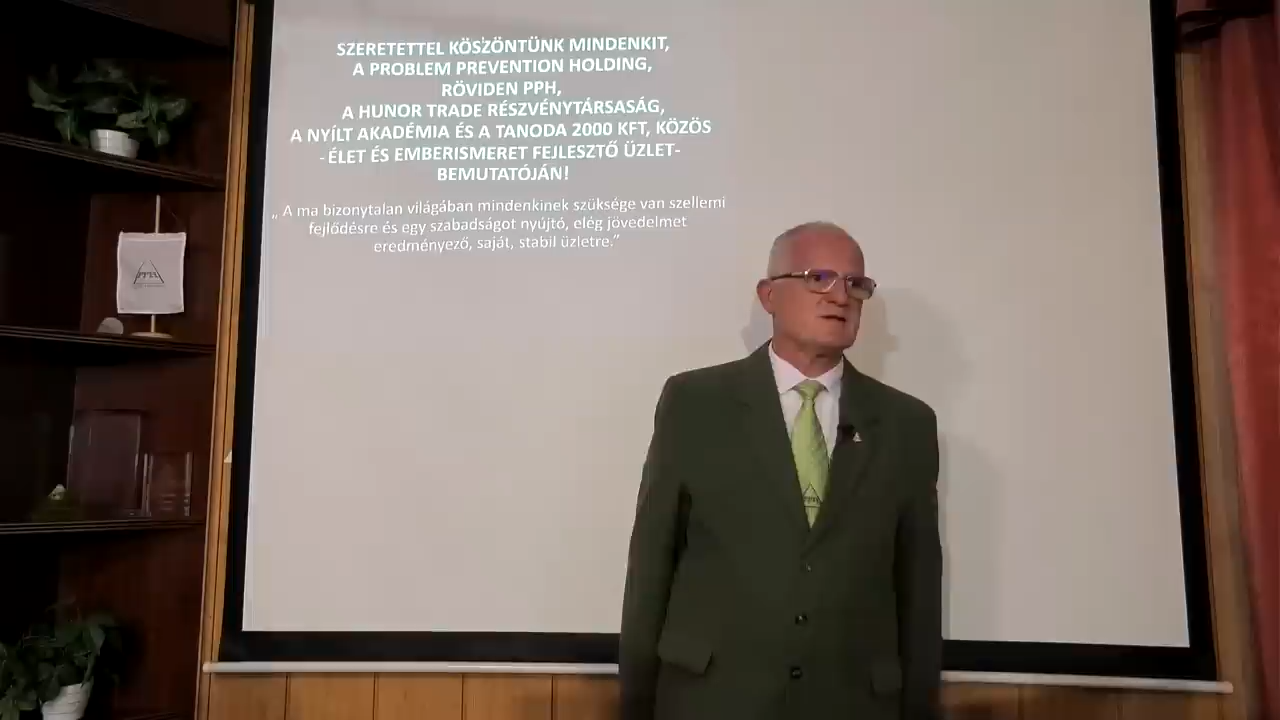 SZERETETTEL KÖSZÖNTÜNK MINDENKIT,
A PROBLEM PREVENTION HOLDING,
RÖVIDEN PPH,
A HUNOR TRADE RÉSZVÉNYTÁRSASÁG,
A NYÍLT AKADÉMIA ÉS A TANODA 2000 KFT, KÖZÖS
- ÉLET ÉS EMBERISMERET FEJLESZTŐ ÜZLET-
BEMUTATÓJÁN!
„ A ma bizonytalan világában mindenkinek szüksége van szellemi
fejlődésre és egy szabadságot nyújtó, elég jövedelmet
eredményező, saját, stabil üzletre.”